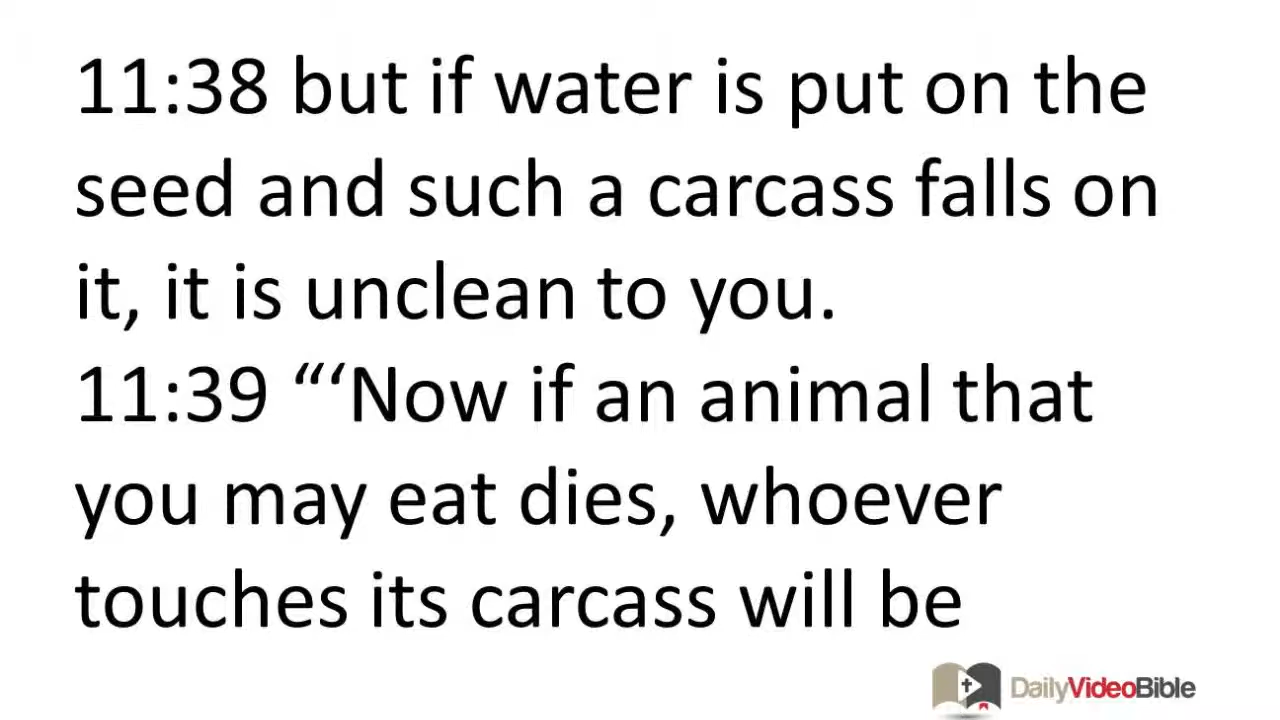 11:38 but if water is put on the
seed and such a carcass falls on
it, it is unclean to you.
11:39 “‘Now if an animal that
you may eat dies, whoever
touches its carcass will be
DailyVideoBible